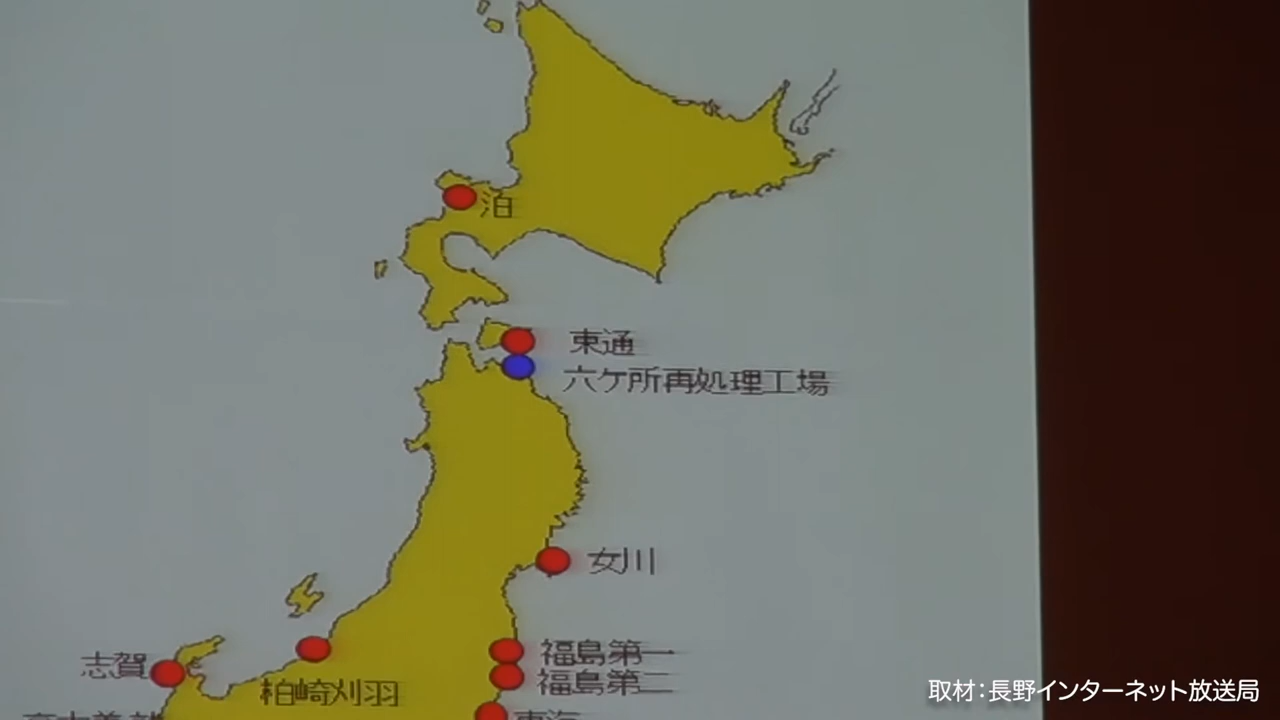 泊
東通
六ケ所再処理工場
女川
福島第一
志賀
福島第二
柏崎刈羽
取材:長野インターネット放送局
東海